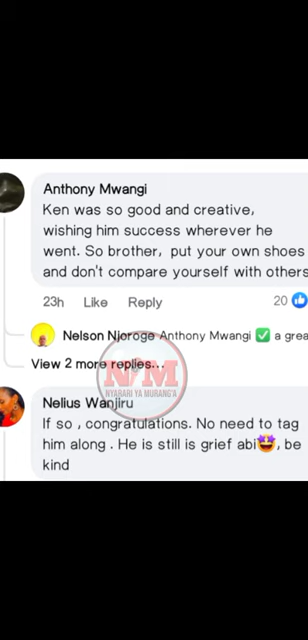 Anthony Mwangi
Ken was so good and creative,
wishing him success wherever he
went. So brother, put your own shoes
and don't compare yourself with others
23h Like Reply 20
Nelson Njoroge Anthony Mwangi ✅ a grea
View 2 more replies...
N M
NYARARI YA MURANG'A
Nelius Wanjiru
If so , congratulations. No need to tag
him along . He is still is grief abi🤩, be
kind